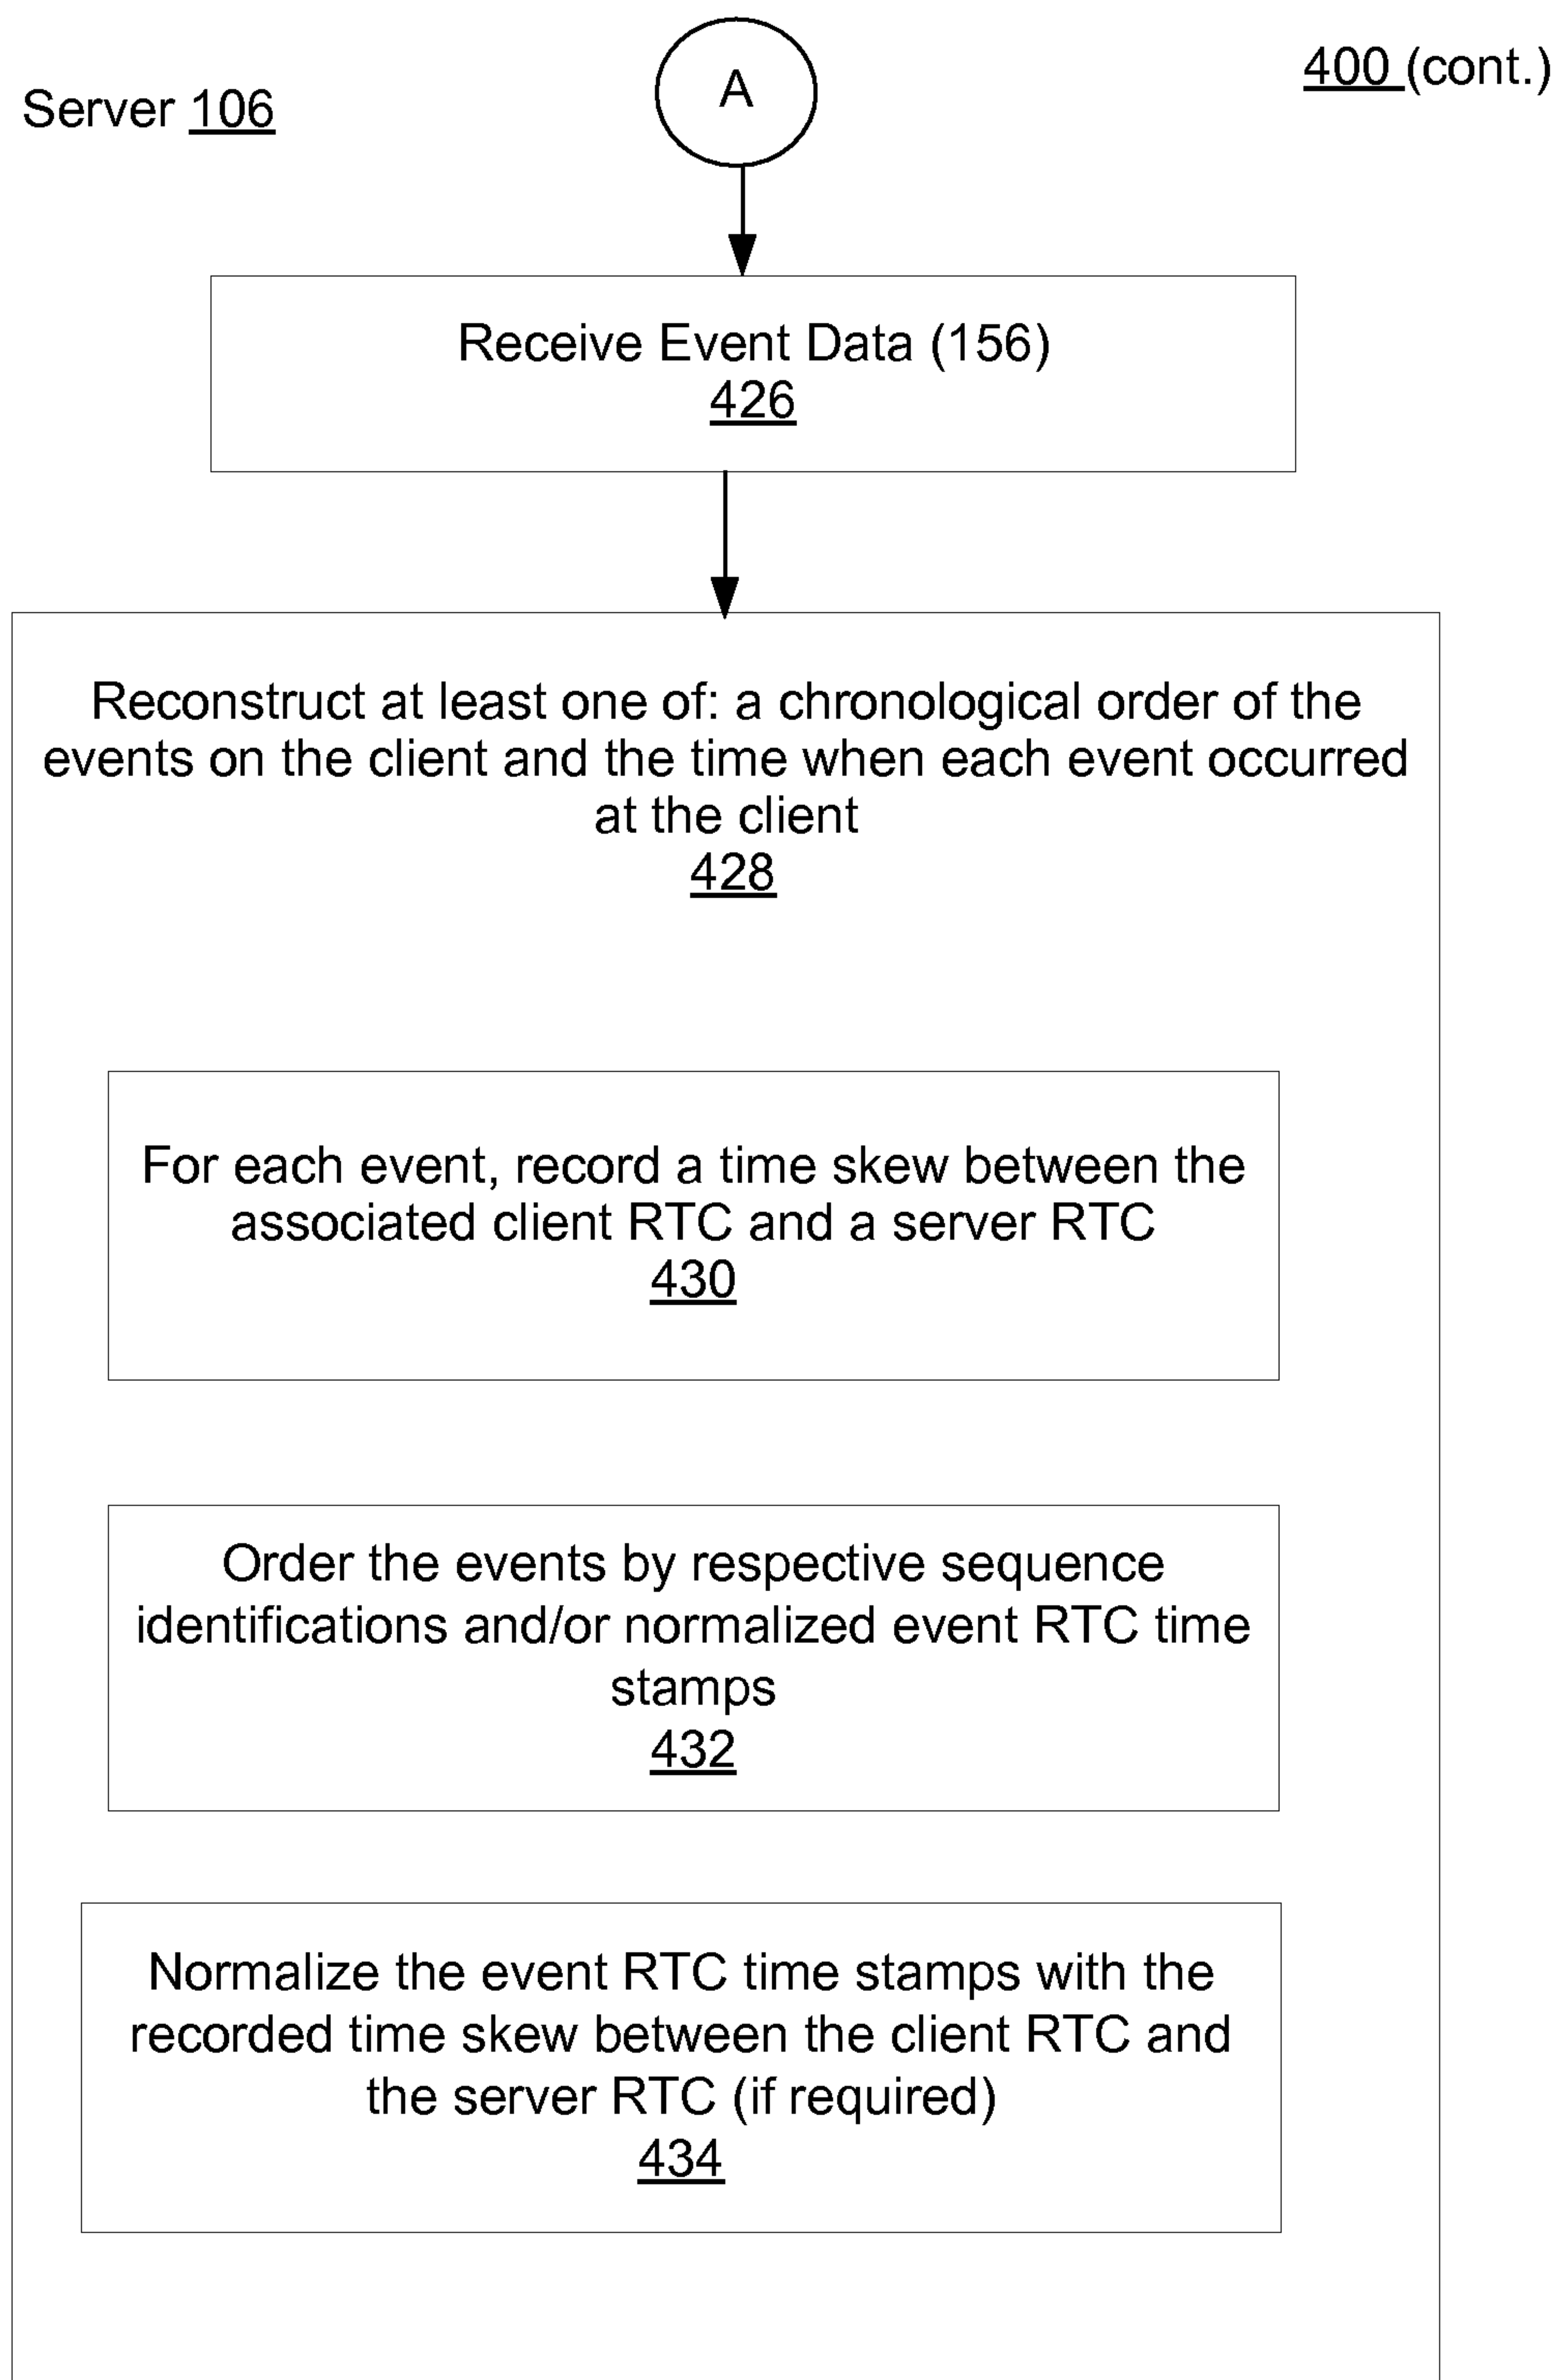 A
400 (cont.)
Server 106
Receive Event Data (156)
426
Reconstruct at least one of: a chronological order of the
events on the client and the time when each event occurred
at the client
428
For each event, record a time skew between the
associated client RTC and a server RTC
430
Order the events by respective sequence
identifications and/or normalized event RTC time
stamps
432
Normalize the event RTC time stamps with the
recorded time skew between the client RTC and
the server RTC (if required)
434